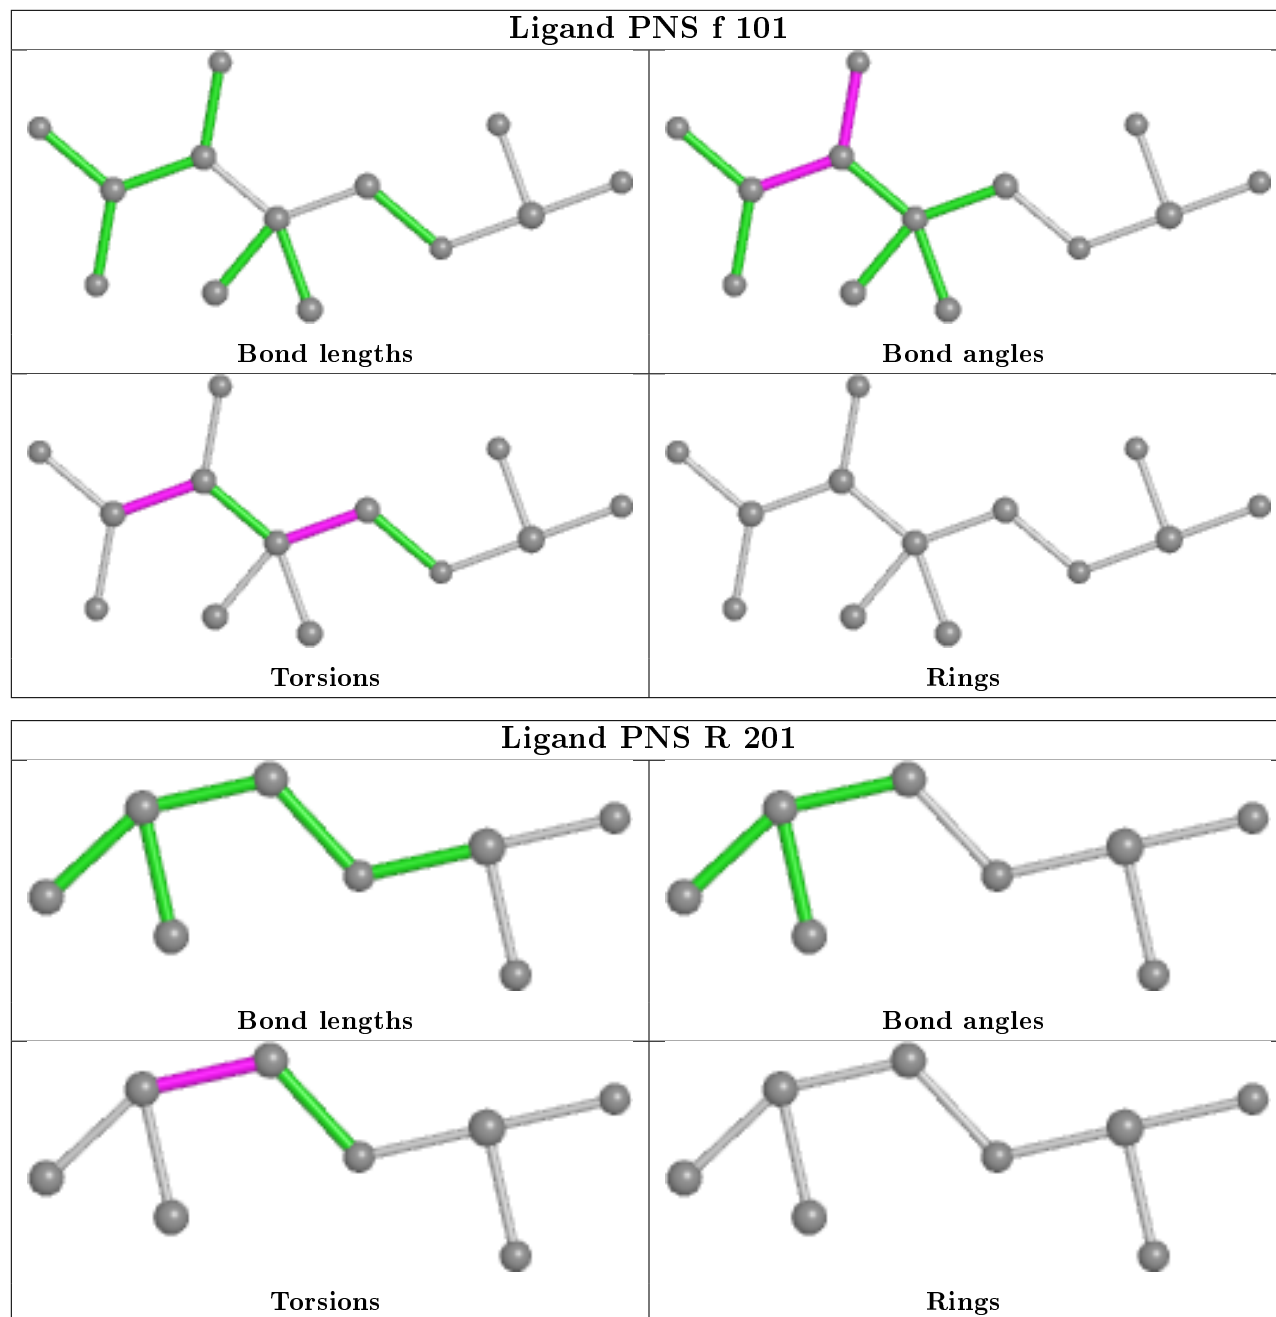 Ligand PNS f 101
Bond lengths
Bond angles
Torsions
Rings
Ligand PNS R 201
Bond lengths
Bond angles
Torsions
Rings